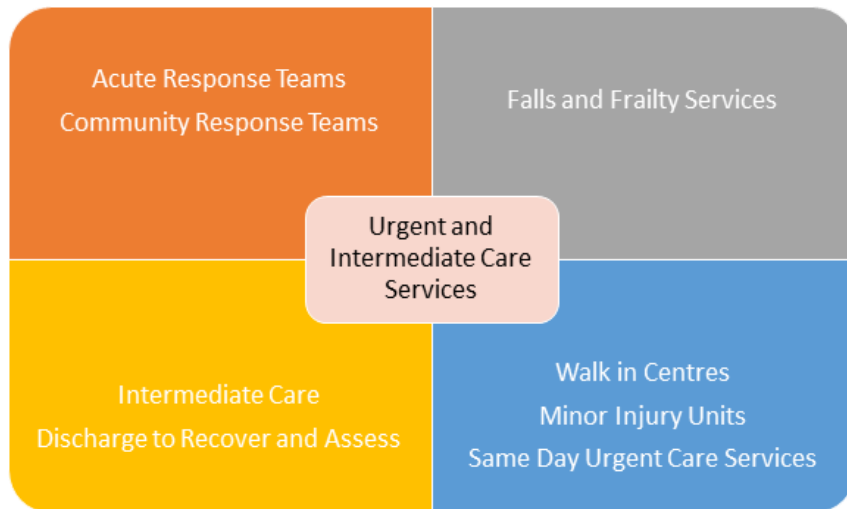 Acute Response Teams
Community Response Teams
Falls and Frailty Services
Urgent and
Intermediate Care
Services
Intermediate Care
Discharge to Recover and Assess
Walk in Centres
Minor Injury Units
Same Day Urgent Care Services